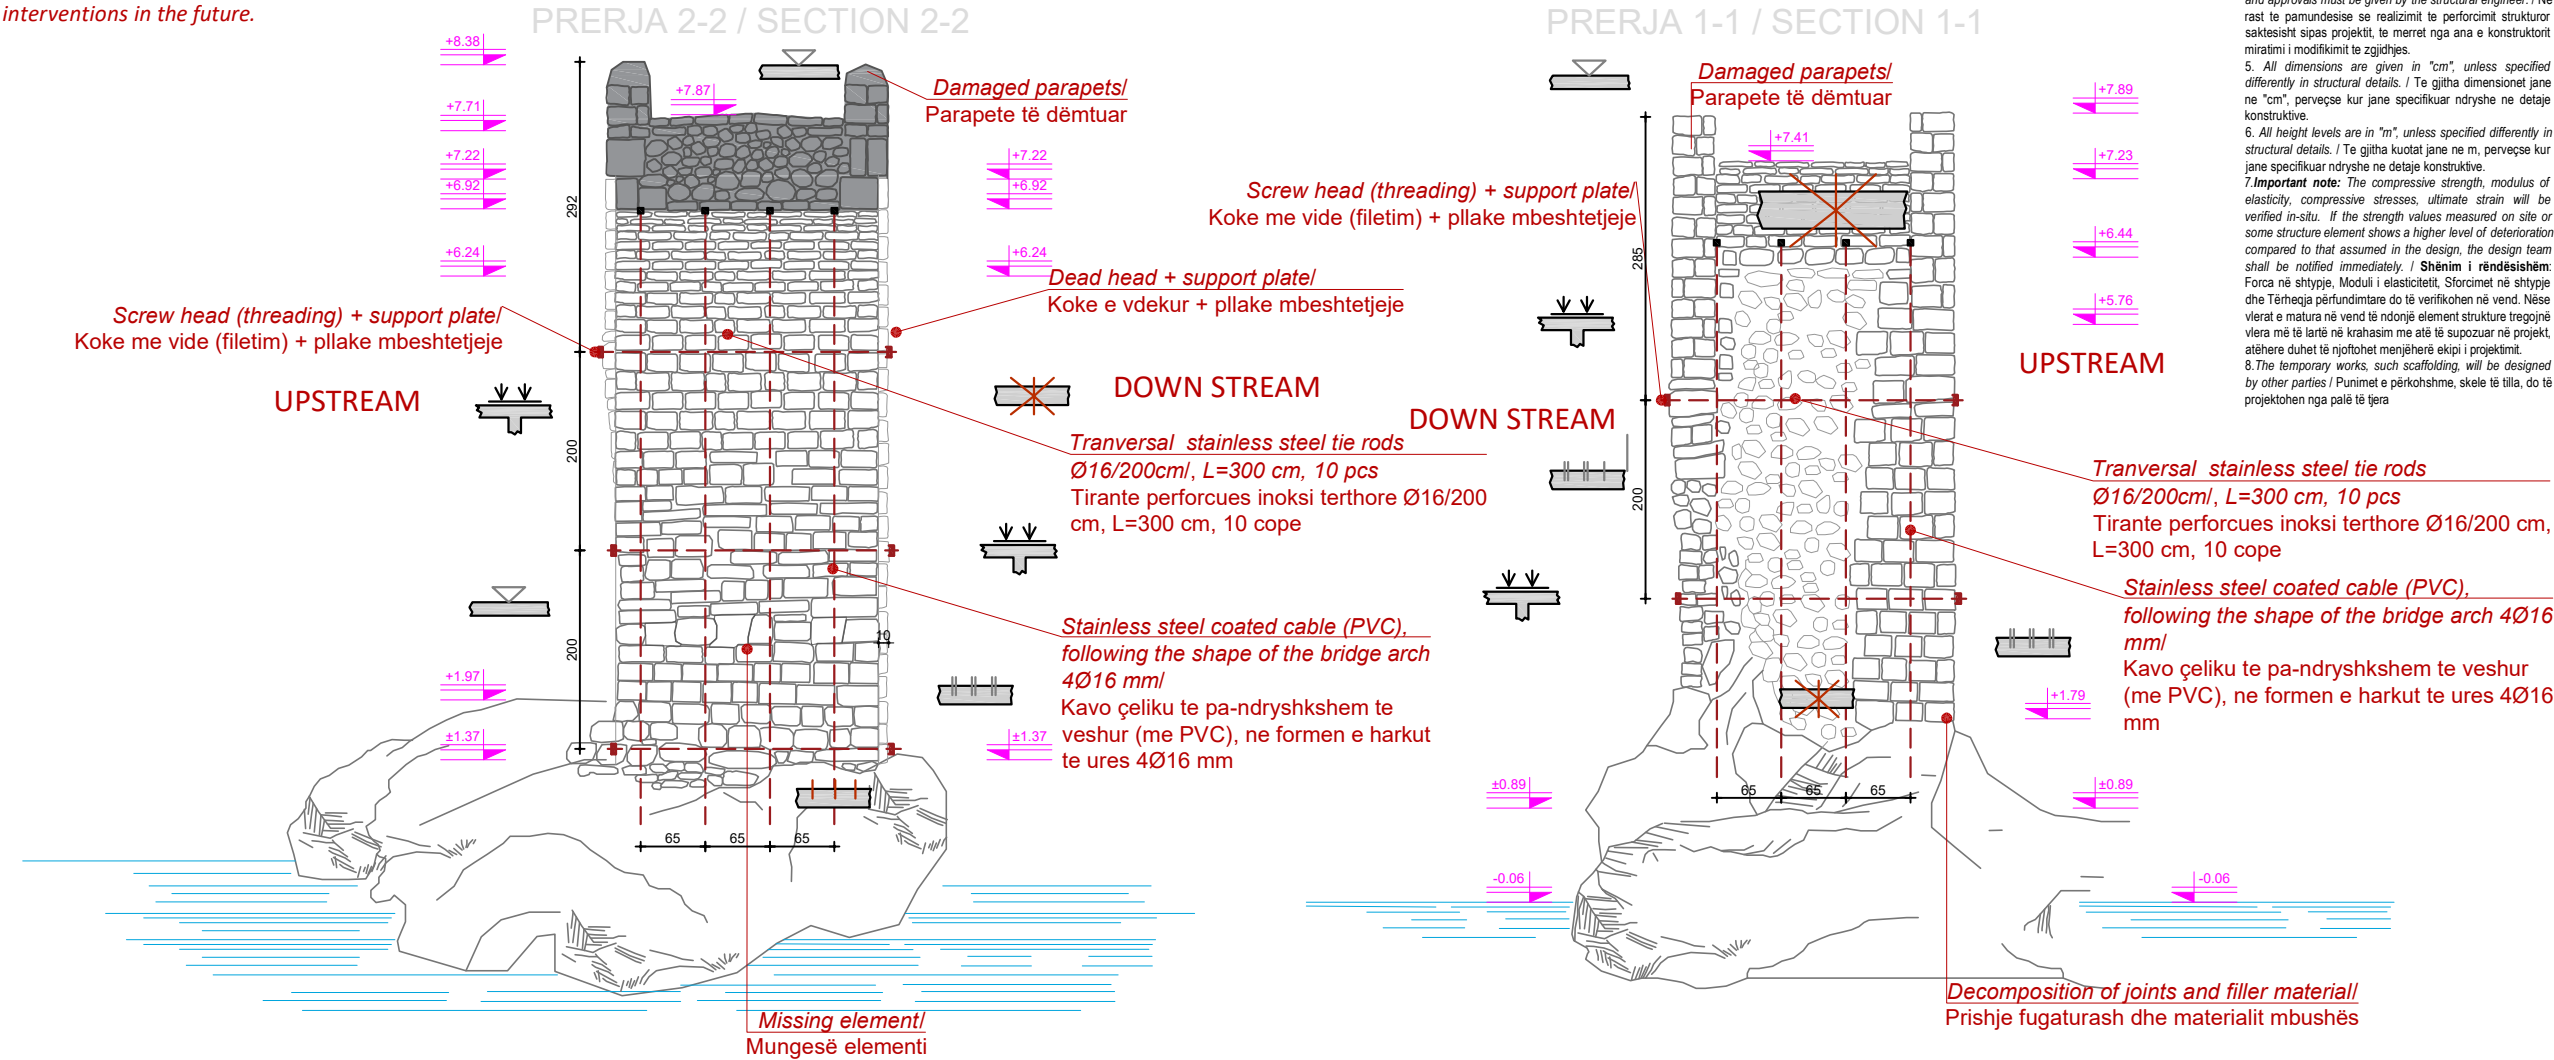 interventions in the future.
PRERJA 2-2 / SECTION 2-2
+8.38
+7.87
+7.71
+7.22
+6.92
+6.24
292
Damaged parapets/
Parapete të dëmtuar
+7.22
+6.92
+6.24
Dead head + support plate/
Koke e vdekur + pllake mbeshtetjeje
Screw head (threading) + support plate/
Koke me vide (filetim) + pllake mbeshtetjeje
UPSTREAM
DOWN STREAM
200
Tranversal  stainless steel tie rods
Ø16/200cm/, L=300 cm, 10 pcs
Tirante perforcues inoksi terthore Ø16/200
cm, L=300 cm, 10 cope
200
10
Stainless steel coated cable (PVC),
following the shape of the bridge arch
4Ø16 mm/
Kavo çeliku te pa-ndryshkshem te
veshur (me PVC), ne formen e harkut
te ures 4Ø16 mm
+1.97
±1.37
±1.37
65
65
65
Missing element/
Mungesë elementi
PRERJA 1-1 / SECTION 1-1
Damaged parapets/
Parapete të dëmtuar
+7.41
+7.89
+7.23
+6.44
+5.76
285
Screw head (threading) + support plate/
Koke me vide (filetim) + pllake mbeshtetjeje
UPSTREAM
DOWN STREAM
200
Tranversal  stainless steel tie rods
Ø16/200cm/, L=300 cm, 10 pcs
Tirante perforcues inoksi terthore Ø16/200 cm,
L=300 cm, 10 cope
Stainless steel coated cable (PVC),
following the shape of the bridge arch 4Ø16
mm/
Kavo çeliku te pa-ndryshkshem te veshur
(me PVC), ne formen e harkut te ures 4Ø16
mm
+1.79
±0.89
±0.89
65
65
65
-0.06
-0.06
Decomposition of joints and filler material/
Prishje fugaturash dhe materialit mbushës
and approvals must be given by the structural engineer. / Ne
rast te pamundesise se realizimit te perforcimit strukturor
saktesisht sipas projektit, te merret nga ana e konstruktorit
miratimi i modifikimit te zgjidhjes.
5. All dimensions are given in "cm", unless specified
differently in structural details. / Te gjitha dimensionet jane
ne "cm", perveçse kur jane specifikuar ndryshe ne detaje
konstruktive.
6. All height levels are in "m", unless specified differently in
structural details. / Te gjitha kuotat jane ne m, perveçse kur
jane specifikuar ndryshe ne detaje konstruktive.
7.Important note: The compressive strength, modulus of
elasticity, compressive stresses, ultimate strain will be
verified in-situ. If the strength values measured on site or
some structure element shows a higher level of deterioration
compared to that assumed in the design, the design team
shall be notified immediately. / Shënim i rëndësishëm:
Forca në shtypje, Moduli i elasticitetit, Sforcimet në shtypje
dhe Tërheqja përfundimtare do të verifikohen në vend. Nëse
vlerat e matura në vend të ndonjë element strukture tregojnë
vlera më të lartë në krahasim me atë të supozuar në projekt,
atëhere duhet të njoftohet menjëherë ekipi i projektimit.
8.The temporary works, such scaffolding, will be designed
by other parties / Punimet e përkohshme, skele të tilla, do të
projektohen nga palë të tjera